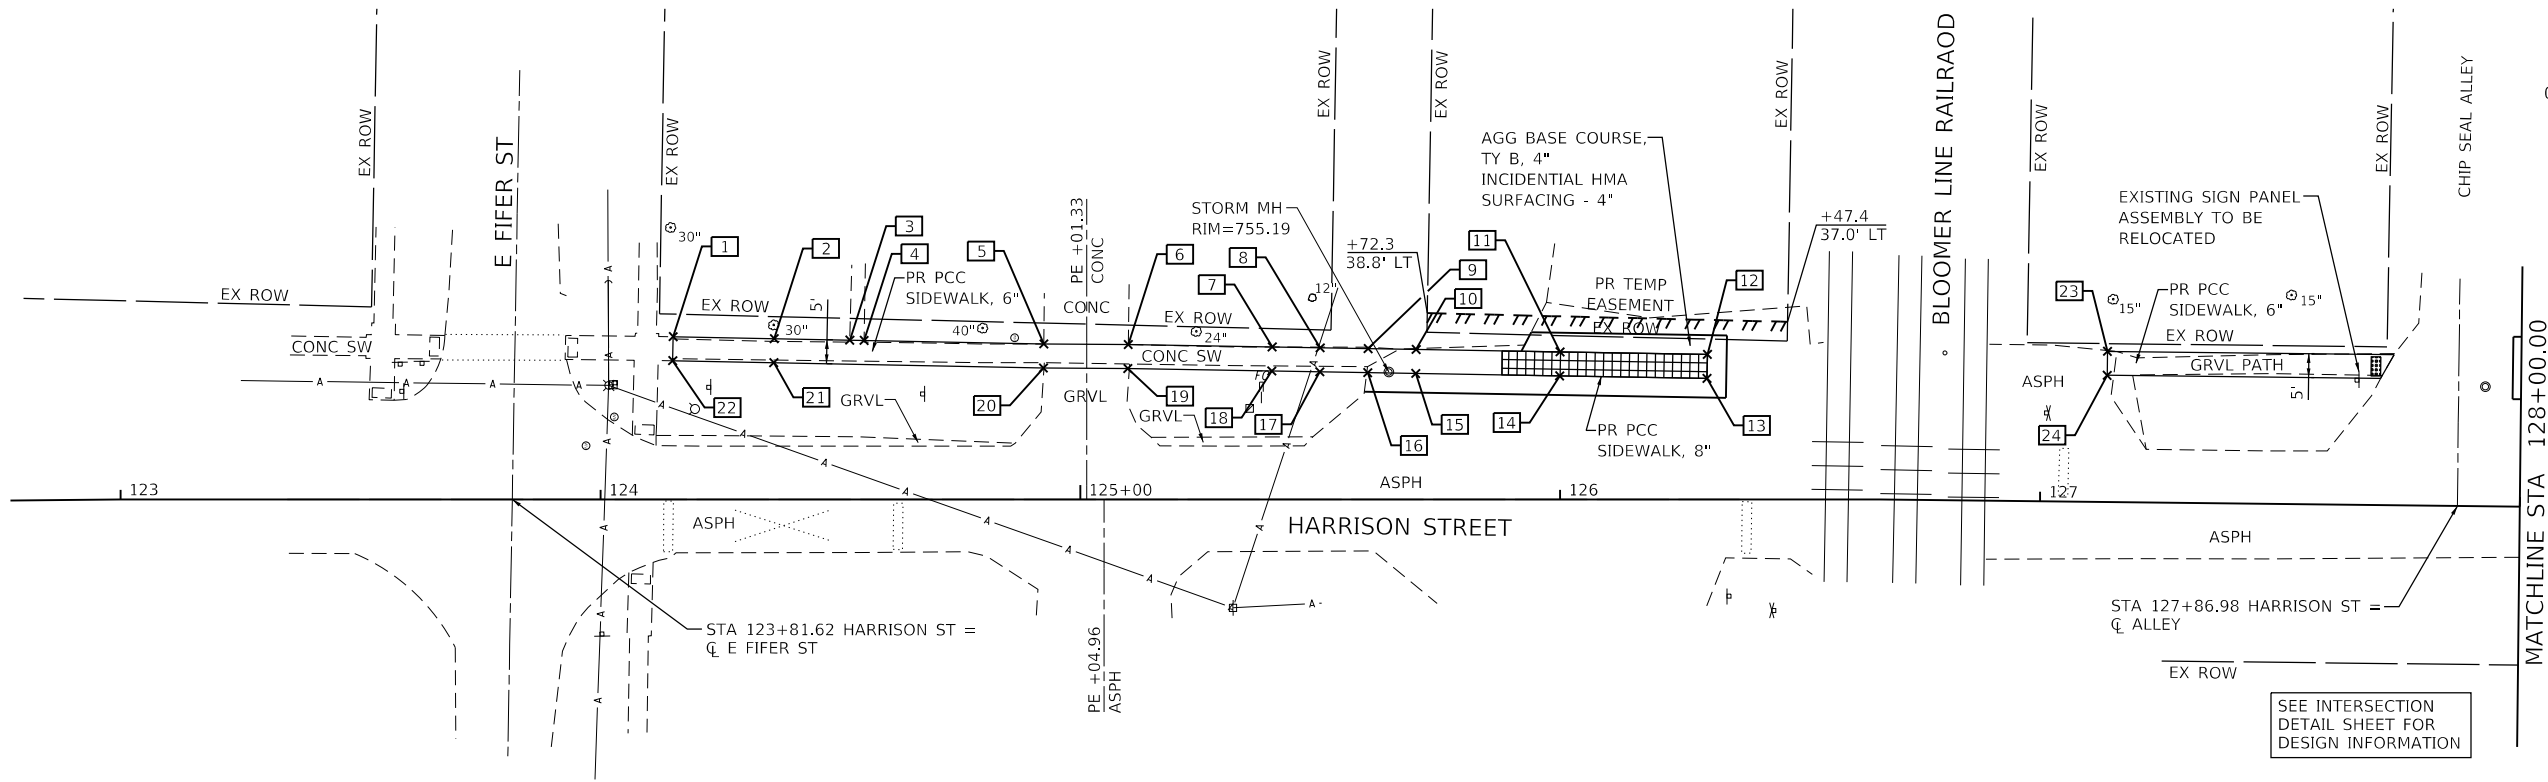 EX ROW
EX ROW
EX ROW
EX ROW
EX ROW
BLOOMER LINE RAILRAOD
EX ROW
EX ROW
CHIP SEAL ALLEY
E FIFER ST
AGG BASE COURSE,
TY B, 4"
INCIDENTIAL HMA
SURFACING - 4"
EXISTING SIGN PANEL
ASSEMBLY TO BE
RELOCATED
PE +01.33
CONC
STORM MH
RIM=755.19
+72.3
38.8' LT
+47.4
37.0' LT
30"
1
2
3
4
5
6
7
8
9
10
11
12
PR PCC
SIDEWALK, 6"
5'
CONC
12"
PR TEMP
EASEMENT
EX ROW
23
15"
PR PCC
SIDEWALK, 6"
15"
EX ROW
EX ROW
30"
40"
EX ROW
24"
EX ROW
CONC SW
CONC SW
GRVL PATH
ASPH
5'
A
A
A
A
A
A
22
21
GRVL
20
GRVL
19
GRVL
18
FO
17
16
15
14
PR PCC
SIDEWALK, 8"
13
24
A
A
A
A
A
A
A
A
A
A
A
A
A
123
124
125+00
126
127
ASPH
ASPH
HARRISON STREET
ASPH
STA 123+81.62 HARRISON ST =
℄ E FIFER ST
PE +04.96
ASPH
STA 127+86.98 HARRISON ST =
℄ ALLEY
EX ROW
MATCHLINE STA 128+00.00
SEE INTERSECTION
DETAIL SHEET FOR
DESIGN INFORMATION